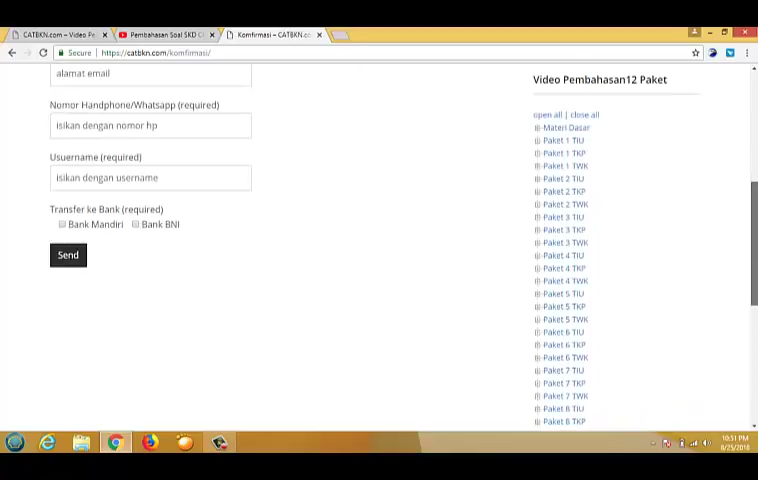 CATBKN.com – Video Pe
Pembahasan Soal SKD C
Komfirmasi – CATBKN.co
Secure
https://catbkn.com/komfirmasi/
alamat email
Nomor Handphone/Whatsapp (required)
isikan dengan nomor hp
Usuername (required)
isikan dengan username
Transfer ke Bank (required)
Bank Mandiri
Bank BNI
Send
Video Pembahasan12 Paket
open all | close all
Materi Dasar
Paket 1 TIU
Paket 1 TKP
Paket 1 TWK
Paket 2 TIU
Paket 2 TKP
Paket 2 TWK
Paket 3 TIU
Paket 3 TKP
Paket 3 TWK
Paket 4 TIU
Paket 4 TKP
Paket 4 TWK
Paket 5 TIU
Paket 5 TKP
Paket 5 TWK
Paket 6 TIU
Paket 6 TKP
Paket 6 TWK
Paket 7 TIU
Paket 7 TKP
Paket 7 TWK
Paket 8 TIU
Paket 8 TKP
10:51 PM
8/25/2018